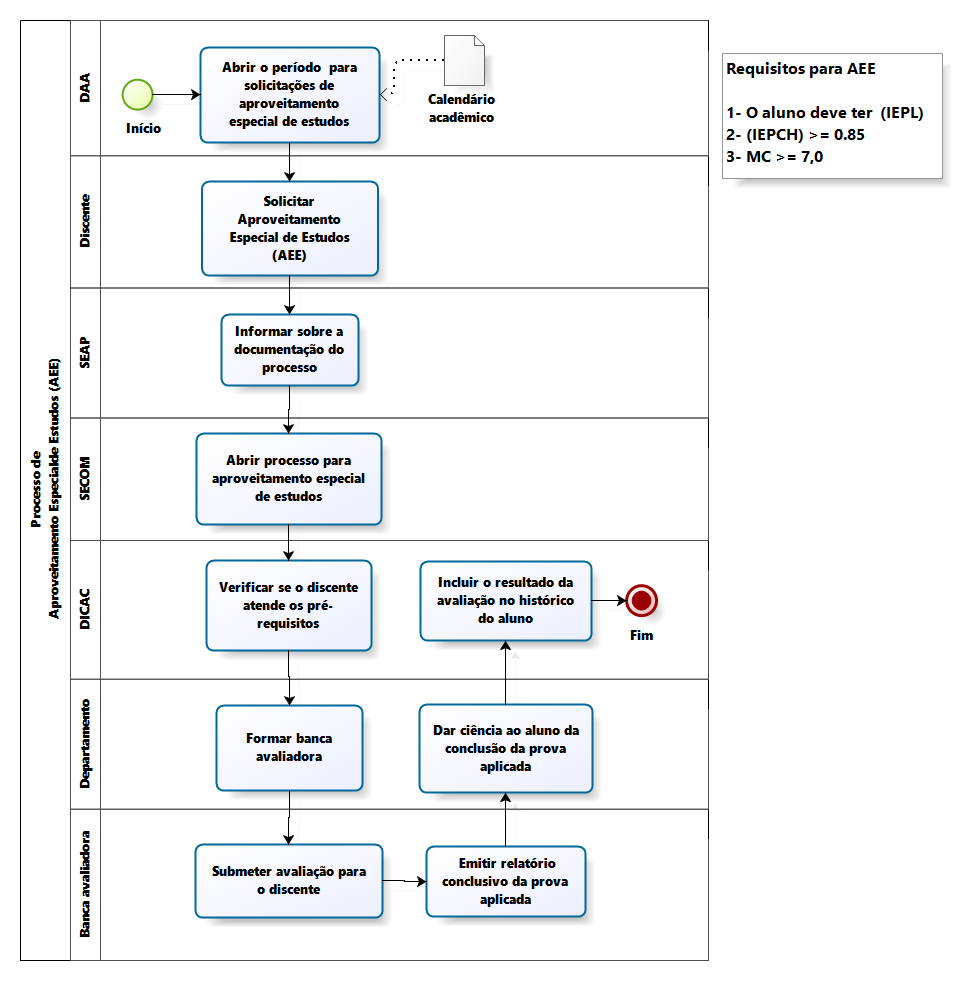 Processo de
Aproveitamento Especialde Estudos (AEE)
DAA
Início
Abrir o período para
solicitações de
aproveitamento
especial de estudos
Calendário
acadêmico
Requisitos para AEE
1- O aluno deve ter (IEPL)
2- (IEPCH) >= 0.85
3- MC >= 7,0
Discente
Solicitar
Aproveitamento
Especial de Estudos
(AEE)
SEAP
Informar sobre a
documentação do
processo
SECOM
Abrir processo para
aproveitamento especial
de estudos
DICAC
Verificar se o discente
atende os pré-
requisitos
Incluir o resultado da
avaliação no histórico
do aluno
Fim
Departamento
Formar banca
avaliadora
Dar ciência ao aluno da
conclusão da prova
aplicada
Banca avaliadora
Submeter avaliação para
o discente
Emitir relatório
conclusivo da prova
aplicada